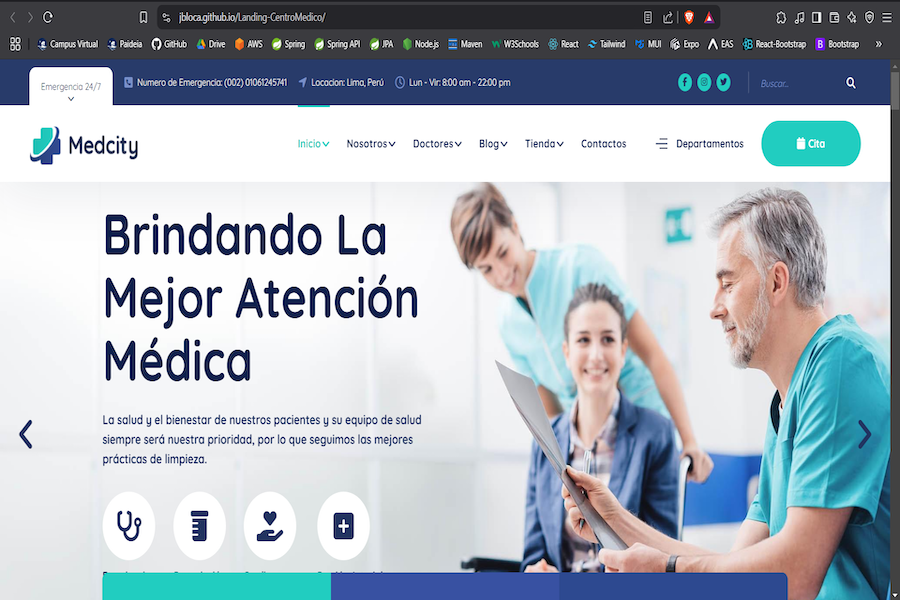 jbloca.github.io/Landing-CentroMedico/
Campus Virtual Paideia GitHub Drive AWS Spring Spring API JPA Node.js Maven W3Schools React Tailwind MUI Expo EAS React-Bootstrap Bootstrap »
Emergencia 24/7 Numero de Emergencia: (002) 01061245741 Locacion: Lima, Perú Lun - Vir: 8:00 am - 22:00 pm Buscar...
Medcity Inicio Nosotros Doctores Blog Tienda Contactos Departamentos Cita
Brindando La
Mejor Atención
Médica
La salud y el bienestar de nuestros pacientes y su equipo de salud
siempre será nuestra prioridad, por lo que seguimos las mejores
prácticas de limpieza.